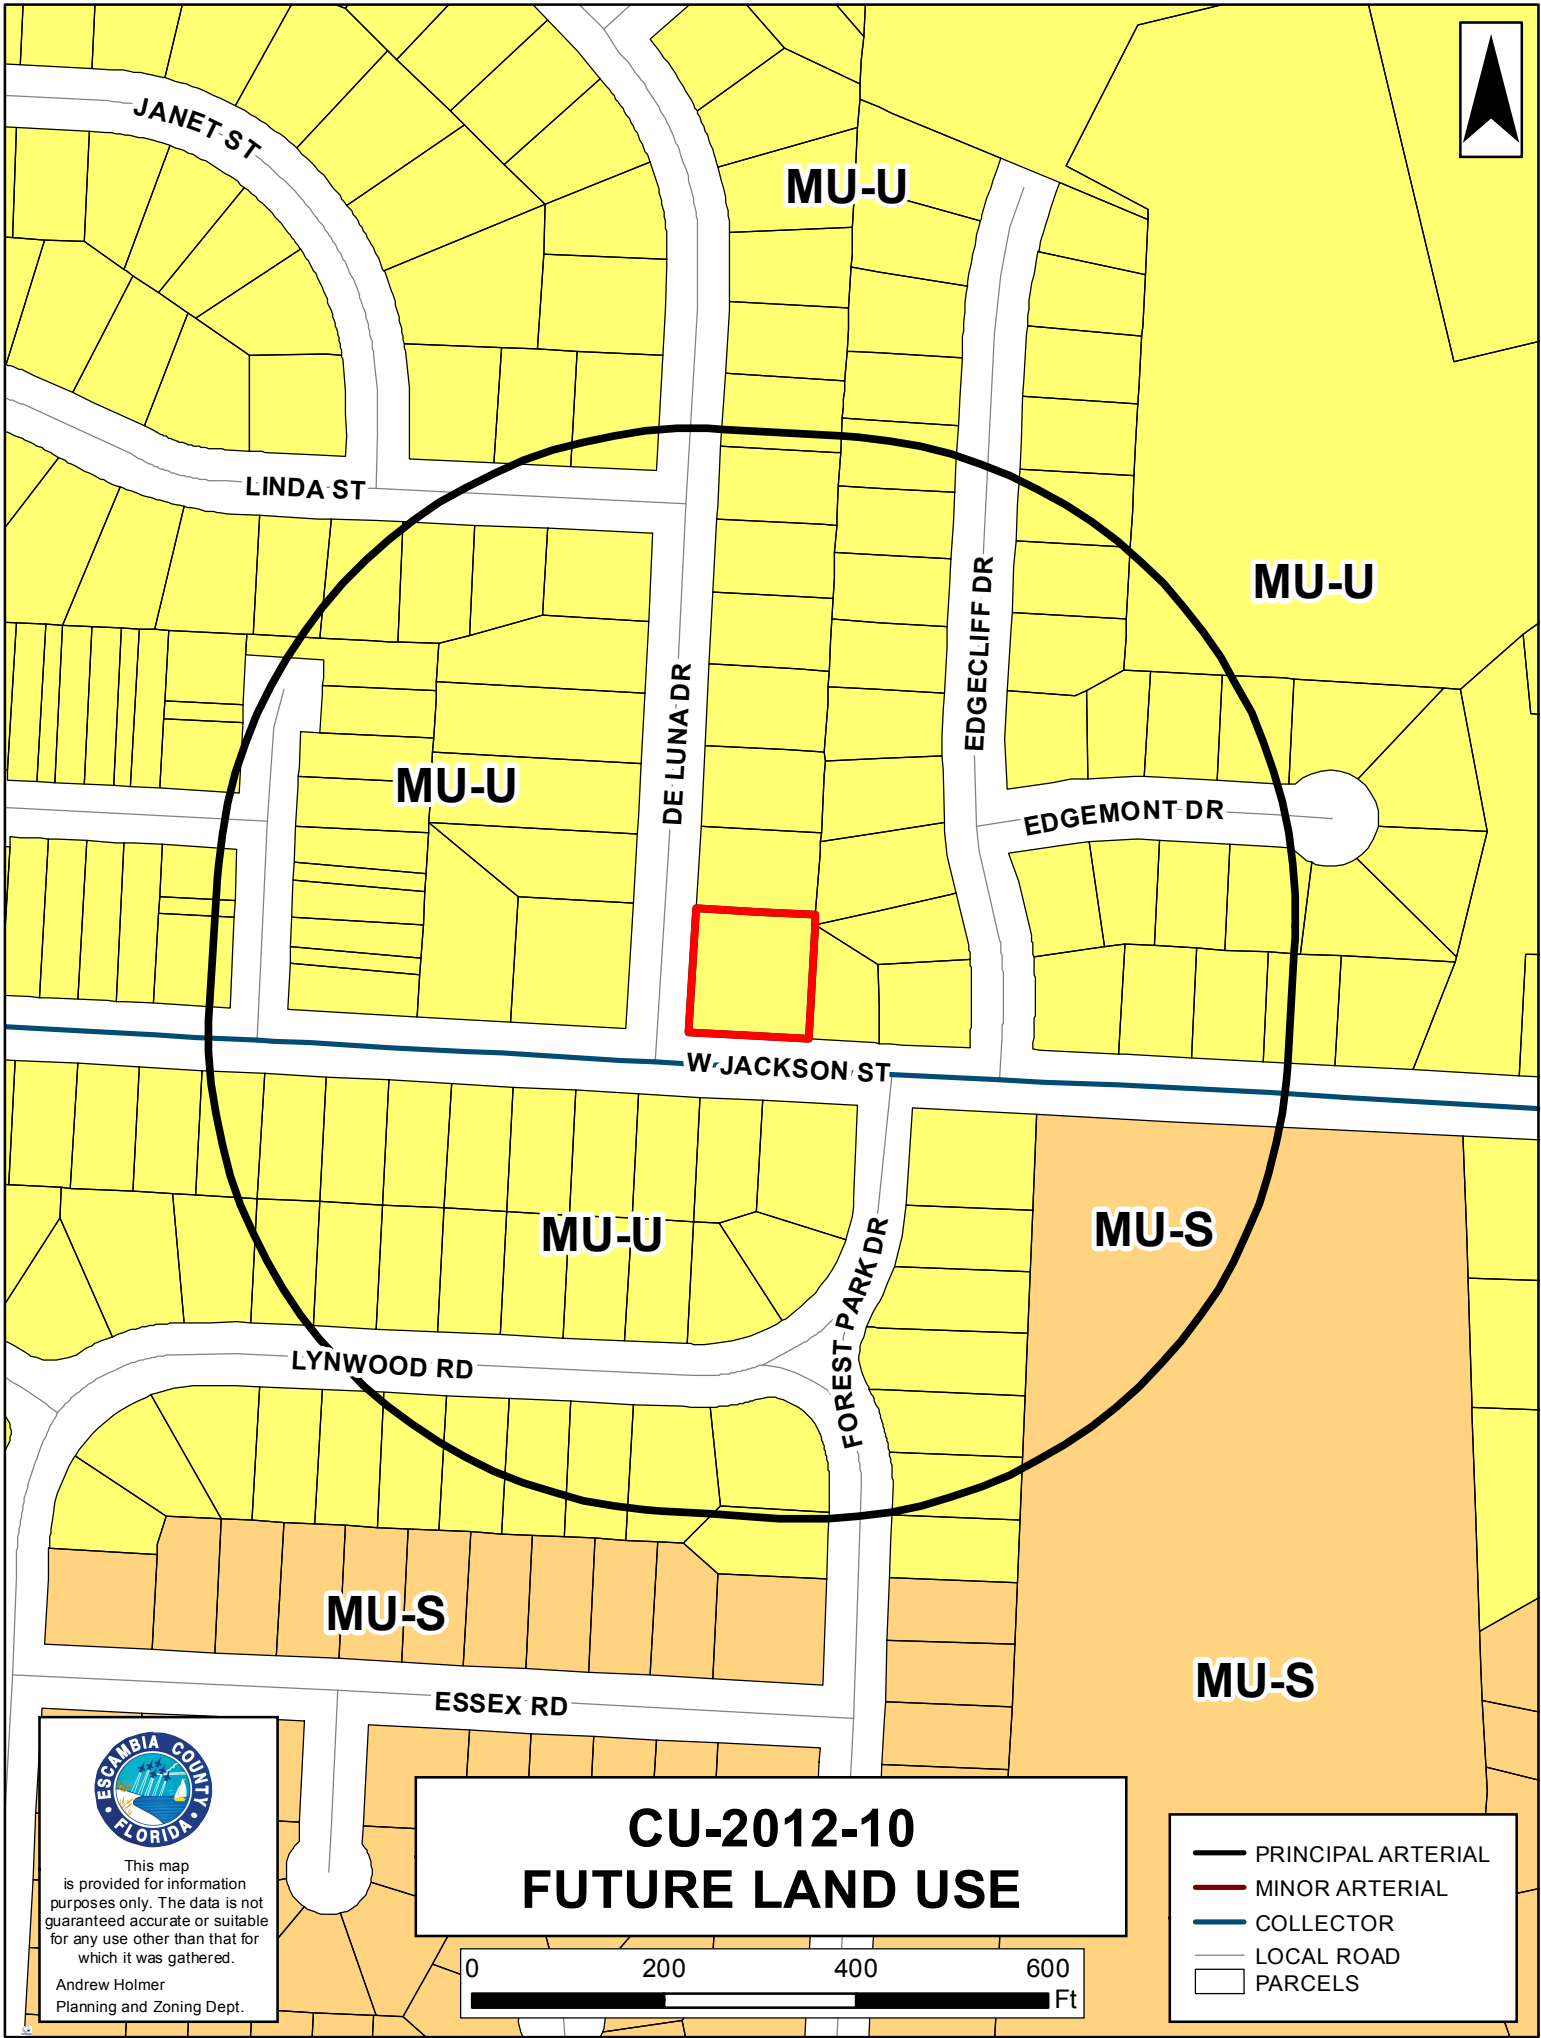 JANET ST
MU-U
LINDA ST
MU-U
EDGECLIFF DR
DE LUNA DR
MU-U
EDGEMONT DR
W JACKSON ST
MU-U
MU-S
FOREST PARK DR
LYNWOOD RD
MU-S
MU-S
ESSEX RD
ESCAMBIA COUNTY
FLORIDA
This map
is provided for information
purposes only. The data is not
guaranteed accurate or suitable
for any use other than that for
which it was gathered.
Andrew Holmer
Planning and Zoning Dept.
CU-2012-10
FUTURE LAND USE
0 200 400 600
Ft
PRINCIPAL ARTERIAL
MINOR ARTERIAL
COLLECTOR
LOCAL ROAD
PARCELS